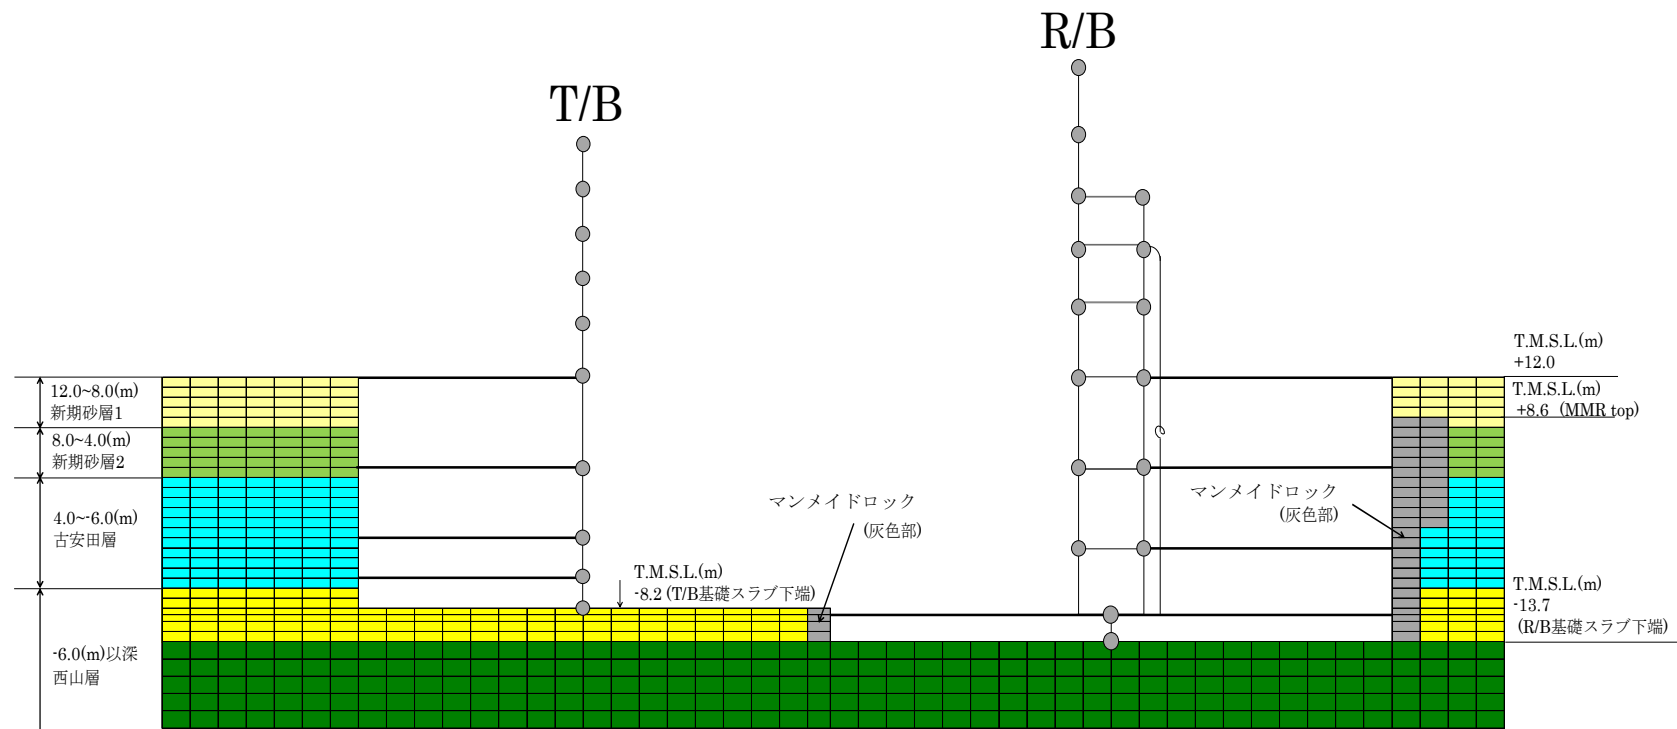 R/B
T/B
T.M.S.L.(m)
+12.0
12.0~8.0(m)
新期砂層1
T.M.S.L.(m)
+8.6 (MMR top)
8.0~4.0(m)
新期砂層2
マンメイドロック
(灰色部)
マンメイドロック
(灰色部)
4.0~-6.0(m)
古安田層
T.M.S.L.(m)
-8.2 (T/B基礎スラブ下端)
T.M.S.L.(m)
-13.7
(R/B基礎スラブ下端)
-6.0(m)以深
西山層